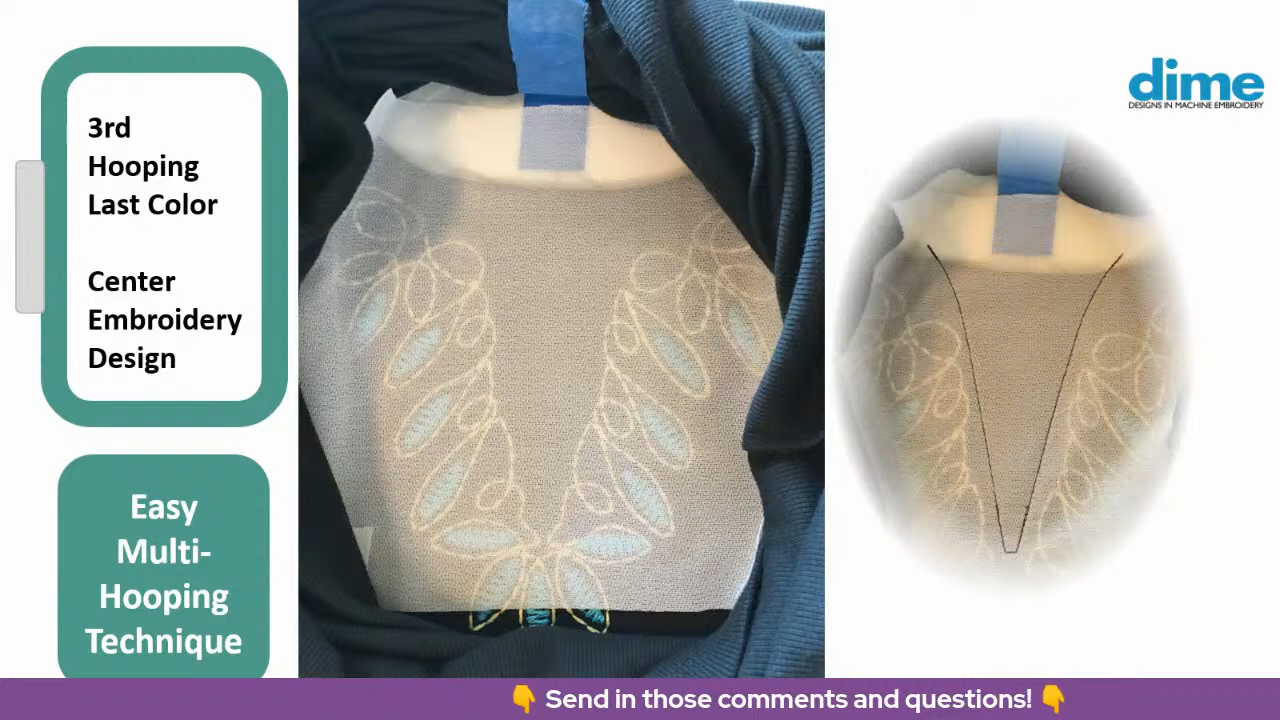 3rd
Hooping
Last Color
Center
Embroidery
Design
Easy
Multi-
Hooping
Technique
dime
DESIGNS IN MACHINE EMBROIDERY
👇 Send in those comments and questions! 👇